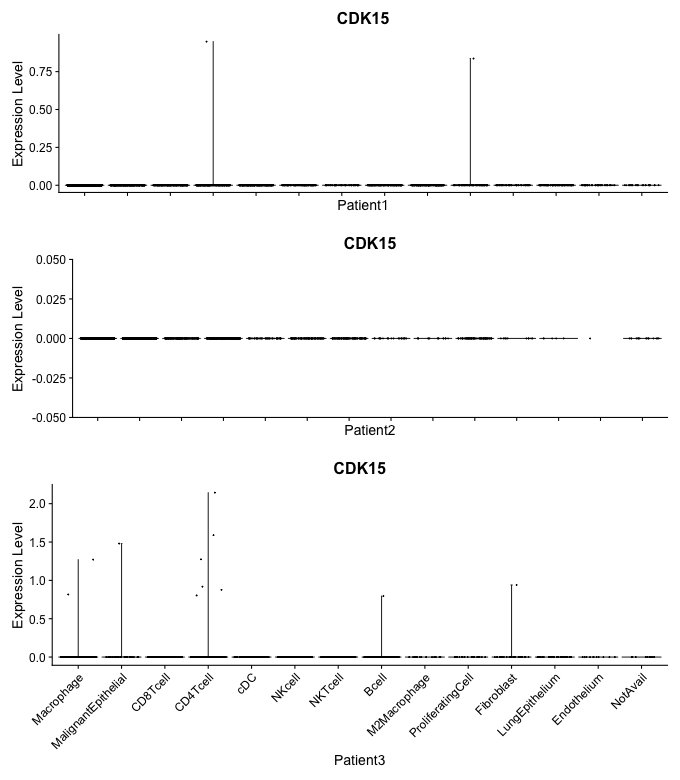 CDK15
Expression Level
0.75
0.50
0.25
0.00
Patient1
CDK15
Expression Level
0.050
0.025
0.000
-0.025
-0.050
Patient2
CDK15
Expression Level
2.0
1.5
1.0
0.5
0.0
Macrophage
MalignantEpithelial
CD8Tcell
CD4Tcell
cDC
NKcell
NKTcell
Bcell
M2Macrophage
ProliferatingCell
Fibroblast
LungEpithelium
Endothelium
NotAvail
Patient3